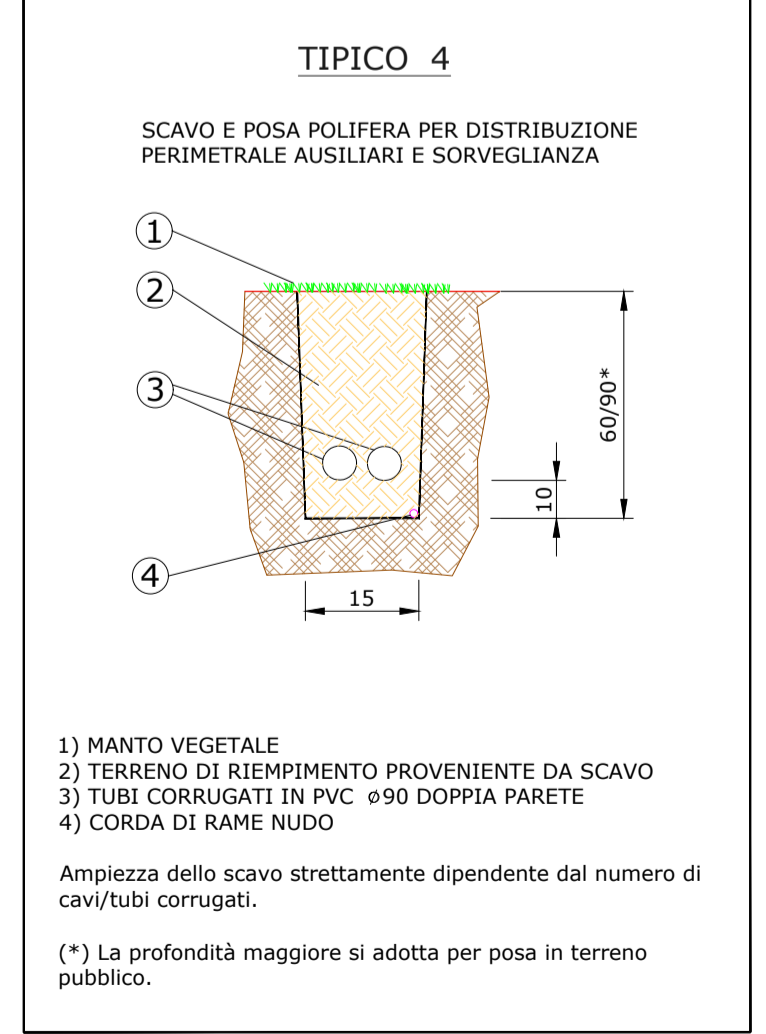 TIPICO 4
SCAVO E POSA POLIFERA PER DISTRIBUZIONE
PERIMETRALE AUSILIARI E SORVEGLIANZA
1
2
3
4
60/90*
10
15
1) MANTO VEGETALE
2) TERRENO DI RIEMPIMENTO PROVENIENTE DA SCAVO
3) TUBI CORRUGATI IN PVC ø90 DOPPIA PARETE
4) CORDA DI RAME NUDO
Ampiezza dello scavo strettamente dipendente dal numero di
cavi/tubi corrugati.
(*) La profondità maggiore si adotta per posa in terreno
pubblico.